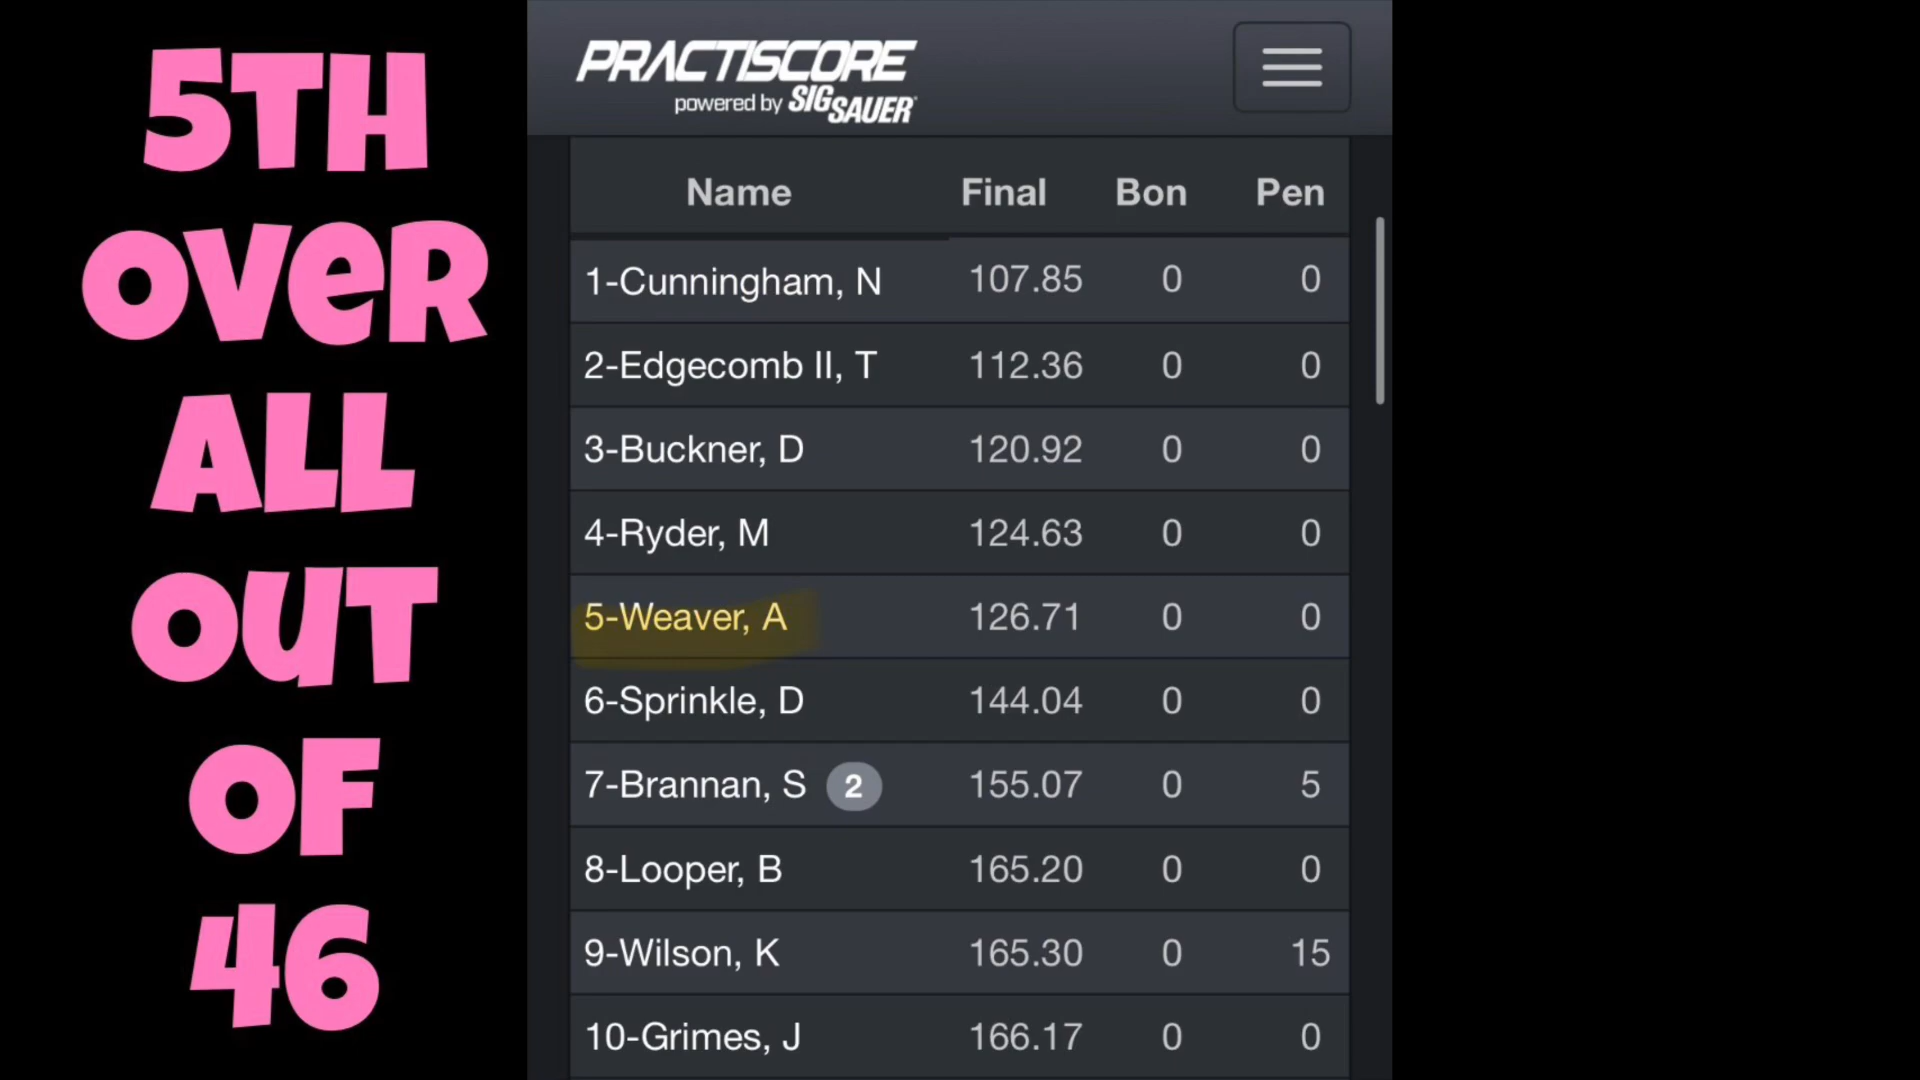 5TH
OVER
ALL
OUT
OF
46
PRACTISCORE
powered by SIG SAUER
Name Final Bon Pen
1-Cunningham, N 107.85 0 0
2-Edgecomb II, T 112.36 0 0
3-Buckner, D 120.92 0 0
4-Ryder, M 124.63 0 0
5-Weaver, A 126.71 0 0
6-Sprinkle, D 144.04 0 0
7-Brannan, S 2 155.07 0 5
8-Looper, B 165.20 0 0
9-Wilson, K 165.30 0 15
10-Grimes, J 166.17 0 0